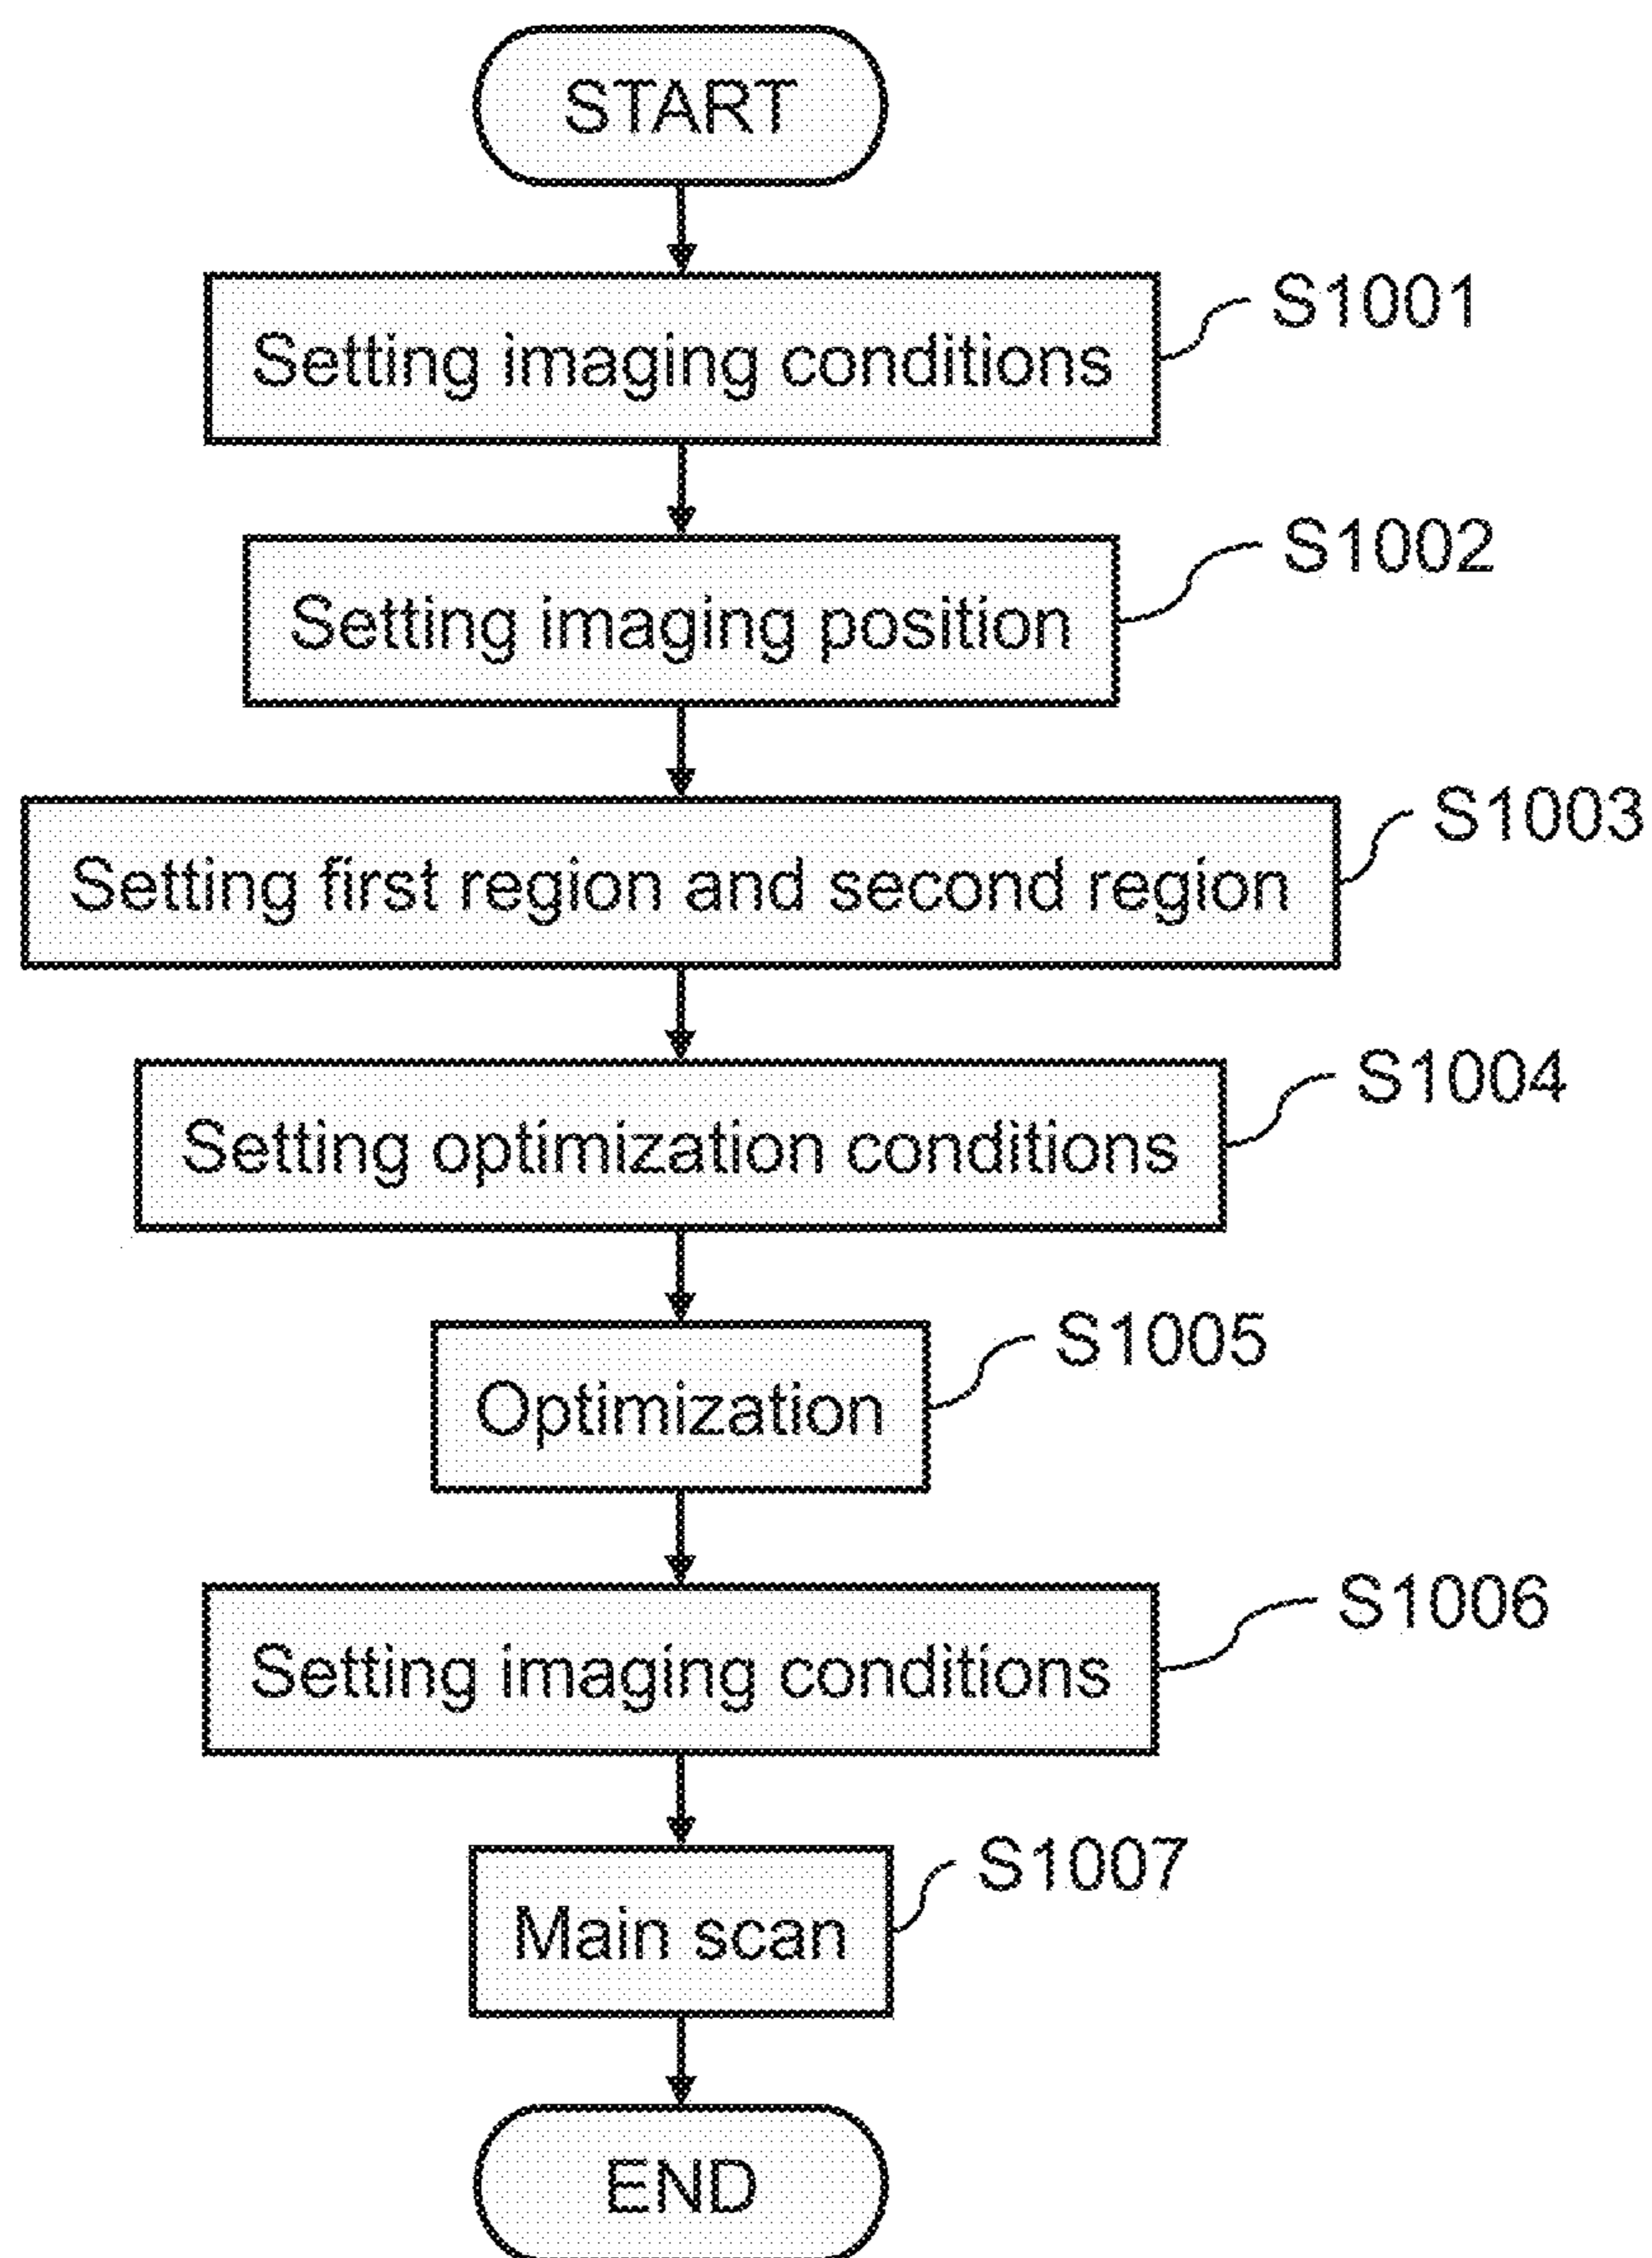 START
Setting imaging conditions
S1001
Setting imaging position
S1002
Setting first region and second region
S1003
Setting optimization conditions
S1004
Optimization
S1005
Setting imaging conditions
S1006
Main scan
S1007
END